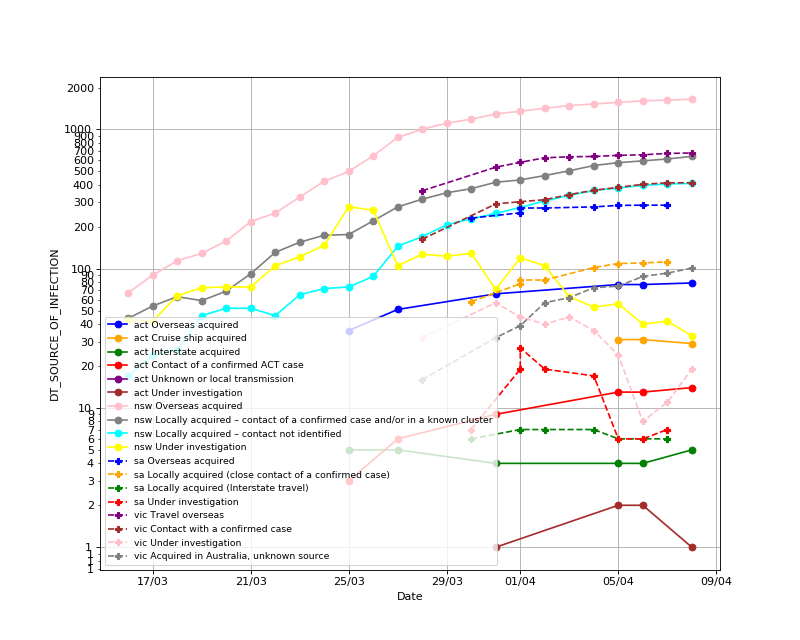 2000
1000
900
800
700
600
500
400
300
200
100
90
80
70
60
50
40
30
20
10
9
8
7
6
5
4
3
2
1
1
1
1
DT_SOURCE_OF_INFECTION
act Overseas acquired
act Cruise ship acquired
act Interstate acquired
act Contact of a confirmed ACT case
act Unknown or local transmission
act Under investigation
nsw Overseas acquired
nsw Locally acquired – contact of a confirmed case and/or in a known cluster
nsw Locally acquired – contact not identified
nsw Under investigation
sa Overseas acquired
sa Locally acquired (close contact of a confirmed case)
sa Locally acquired (Interstate travel)
sa Under investigation
vic Travel overseas
vic Contact with a confirmed case
vic Under investigation
vic Acquired in Australia, unknown source
17/03 21/03 25/03 29/03 01/04 05/04 09/04
Date